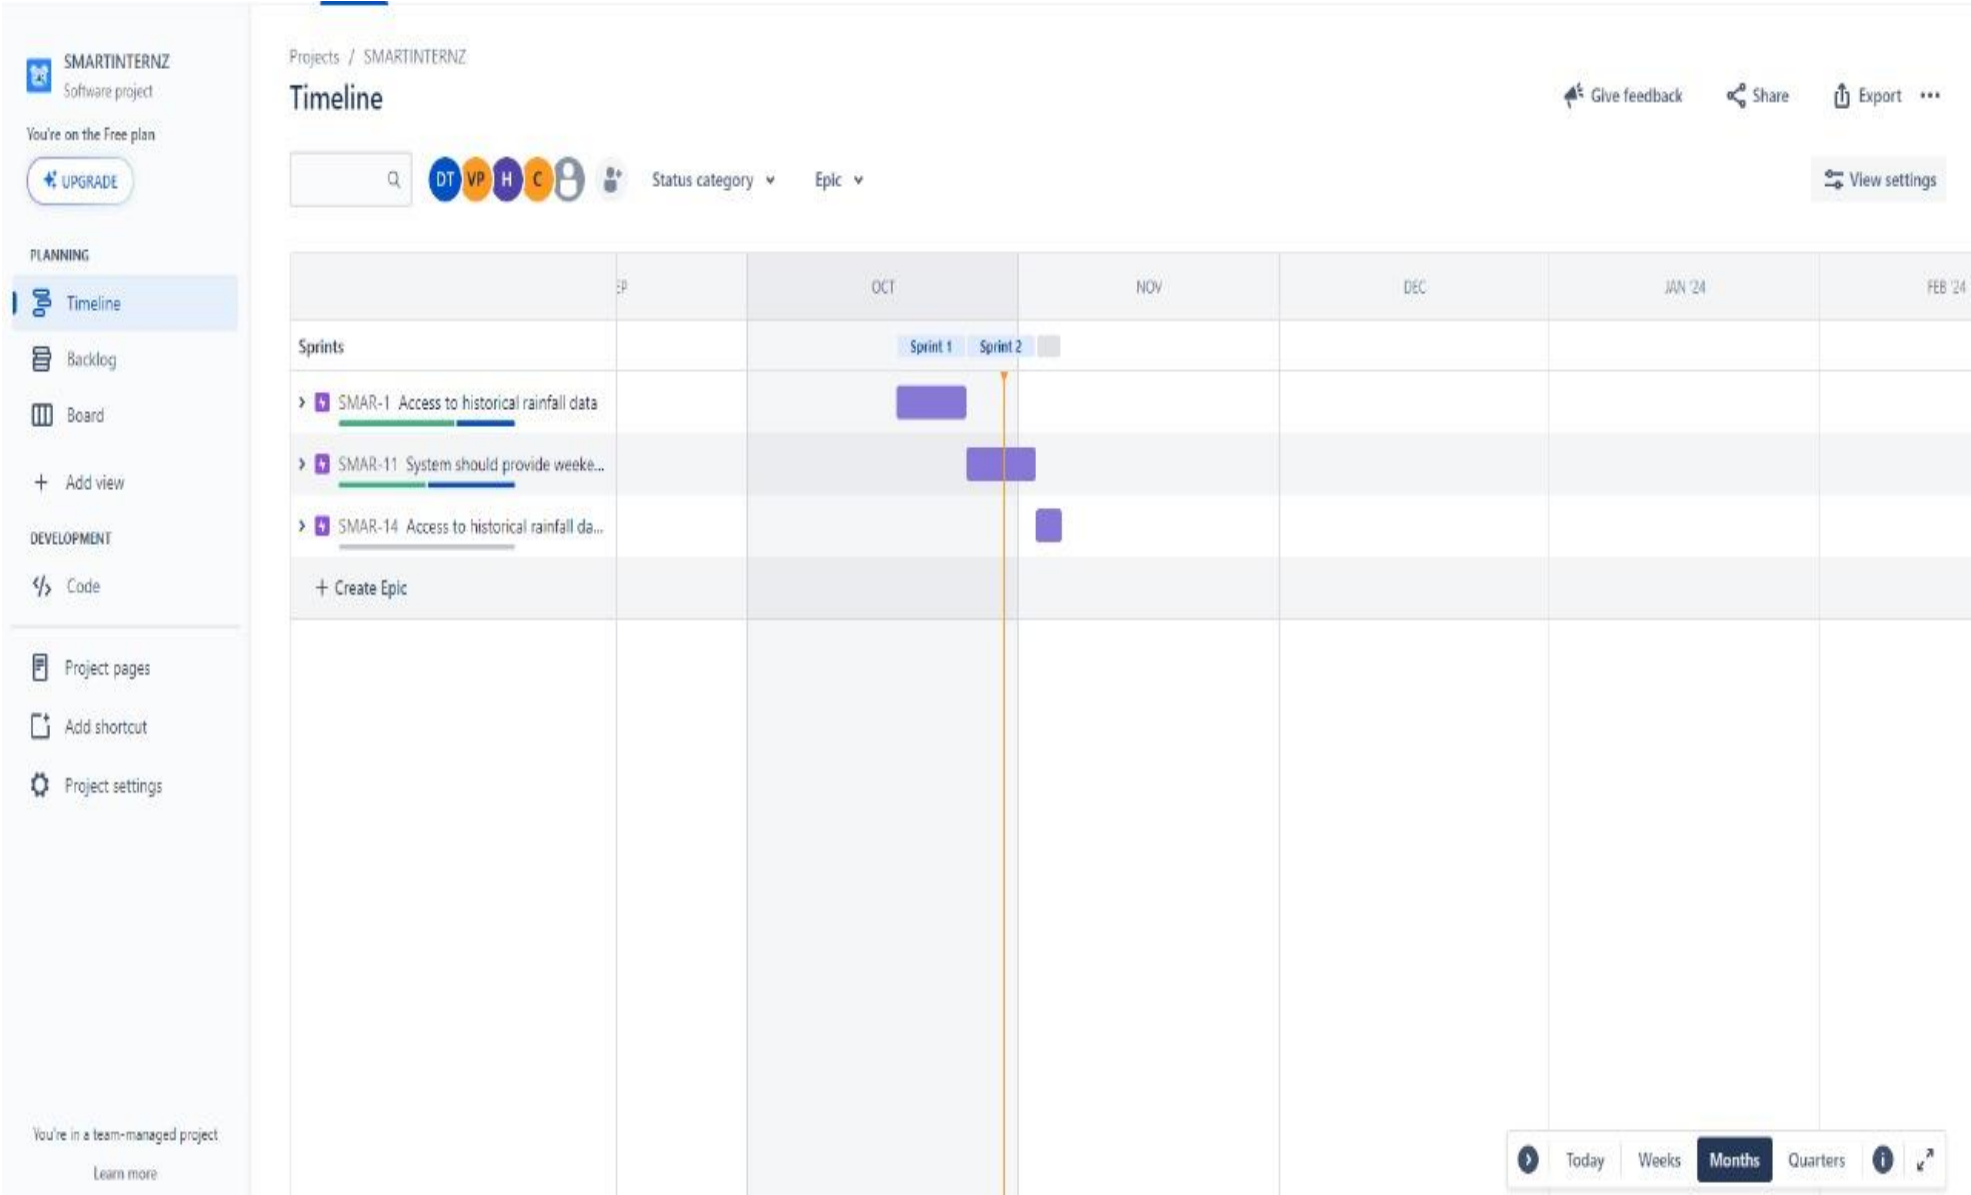 SMARTINTERNZ
Software project
You're on the Free plan
UPGRADE
PLANNING
Timeline
Backlog
Board
Add view
DEVELOPMENT
Code
Project pages
Add shortcut
Project settings
You're in a team-managed project
Learn more
Projects / SMARTINTERNZ
Timeline
Give feedback
Share
Export
DT VP H C
Status category
Epic
View settings
EP OCT NOV DEC JAN '24 FEB '24
Sprints
Sprint 1 Sprint 2
SMAR-1 Access to historical rainfall data
SMAR-11 System should provide weeke...
SMAR-14 Access to historical rainfall da...
+ Create Epic
Today Weeks Months Quarters